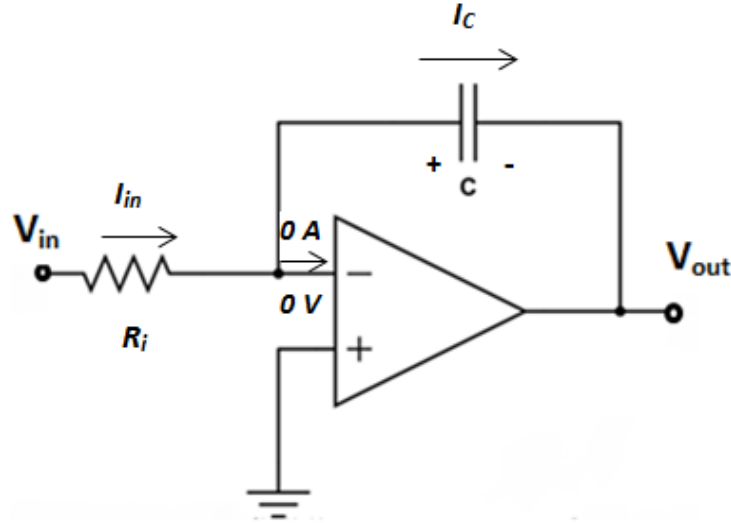 I_C
+ -
C
I_in
V_in
0 A
−
V_out
0 V
R_i
+